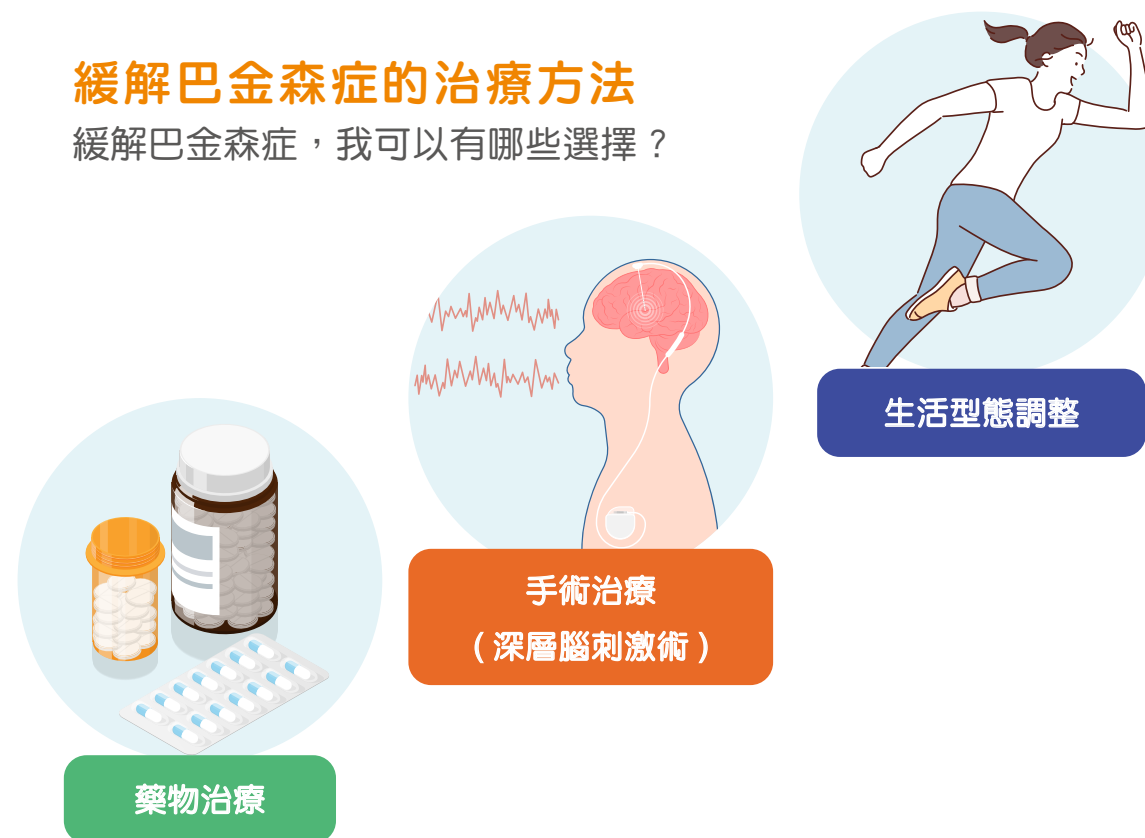 緩解巴金森症的治療方法
緩解巴金森症，我可以有哪些選擇？
生活型態調整
手術治療
（深層腦刺激術）
藥物治療